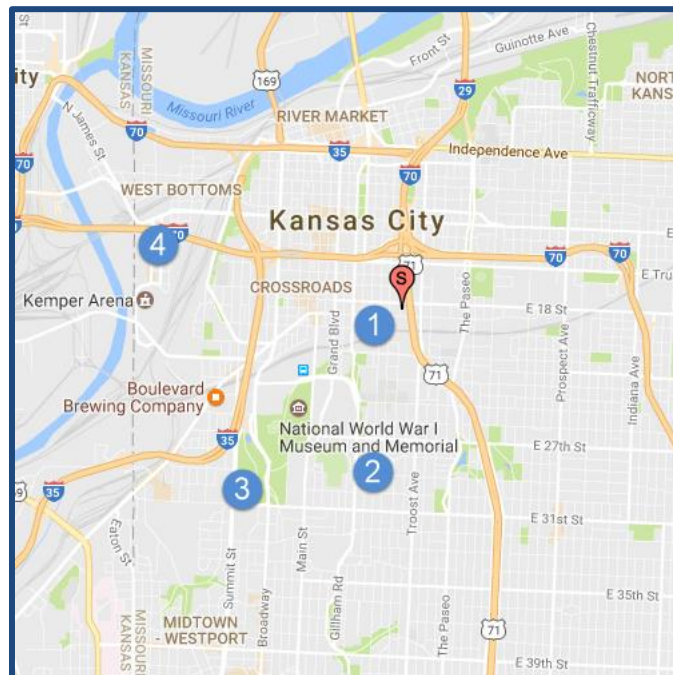 MISSOURI
KANSAS
169
Front St
Guinotte Ave
Chestnut Trafficway
ity
29
NORT
KANS
Missouri River
RIVER MARKET
N James St
70
35
Independence Ave
70
70
WEST BOTTOMS
Kansas City
4
70
71
70
70
E Tru
S
CROSSROADS
Kemper Arena
1
Grand Blvd
The Paseo
E 18 St
Prospect Ave
Indiana Ave
71
Boulevard
Brewing Company
National World War I
Museum and Memorial
35
E 27th St
2
3
35
69
Troost Ave
E 31st St
Eaton St
Summit St
Main St
Broadway
Gillham Rd
The Paseo
E 35th St
MISSOURI
KANSAS
MIDTOWN
- WESTPORT
71
E 39th St